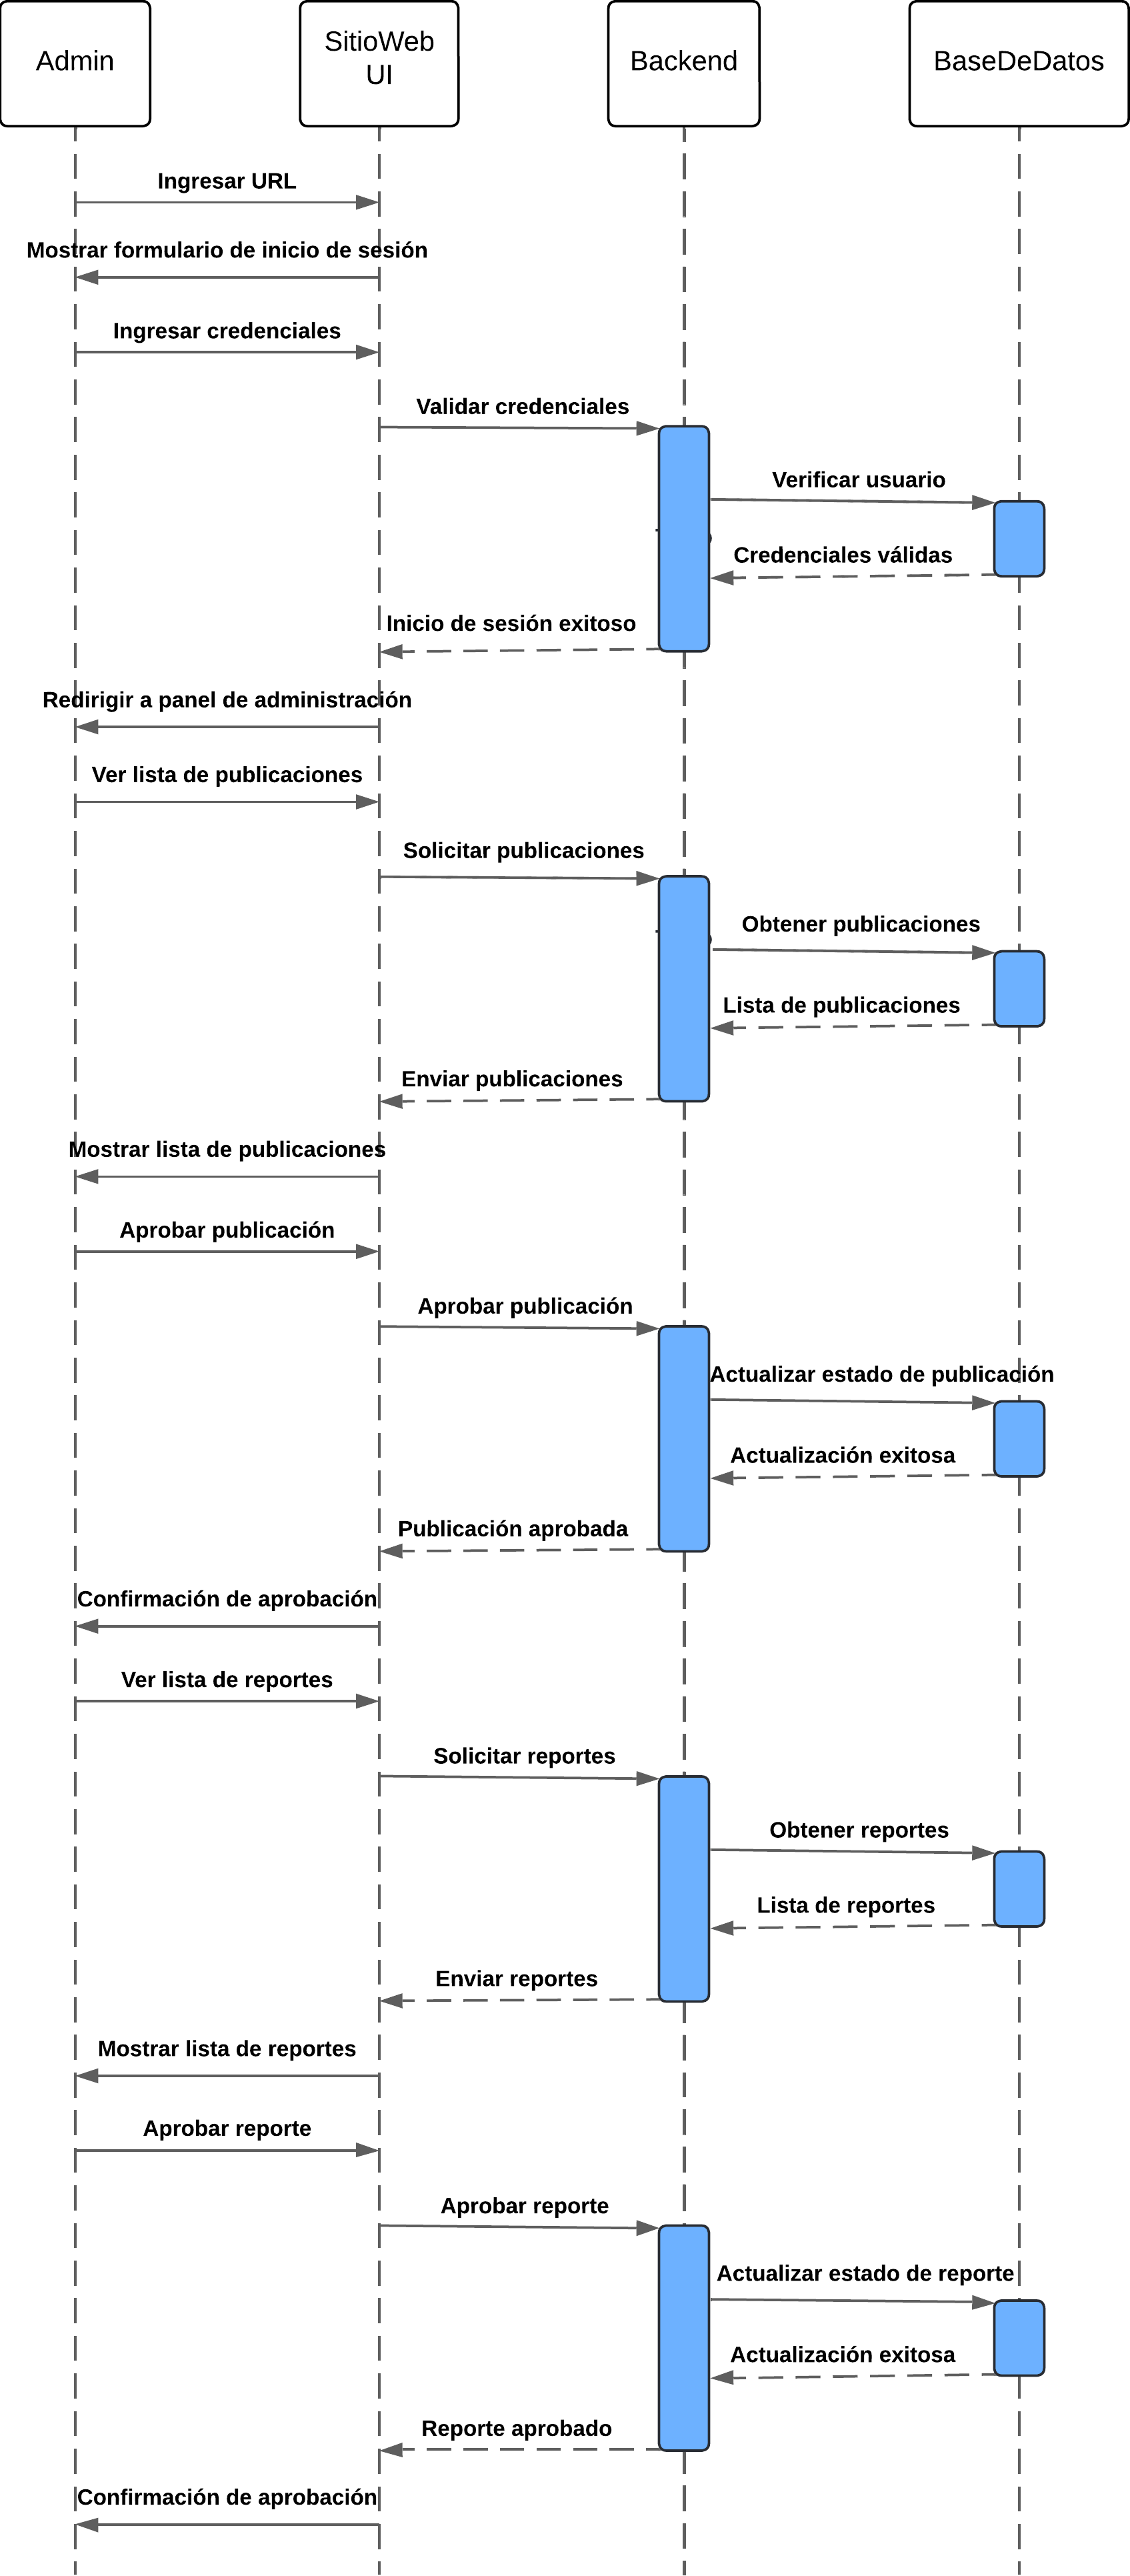 Admin
SitioWeb
UI
Backend
BaseDeDatos
Ingresar URL
Mostrar formulario de inicio de sesión
Ingresar credenciales
Validar credenciales
Verificar usuario
Credenciales válidas
Inicio de sesión exitoso
Redirigir a panel de administración
Ver lista de publicaciones
Solicitar publicaciones
Obtener publicaciones
Lista de publicaciones
Enviar publicaciones
Mostrar lista de publicaciones
Aprobar publicación
Aprobar publicación
Actualizar estado de publicación
Actualización exitosa
Publicación aprobada
Confirmación de aprobación
Ver lista de reportes
Solicitar reportes
Obtener reportes
Lista de reportes
Enviar reportes
Mostrar lista de reportes
Aprobar reporte
Aprobar reporte
Actualizar estado de reporte
Actualización exitosa
Reporte aprobado
Confirmación de aprobación